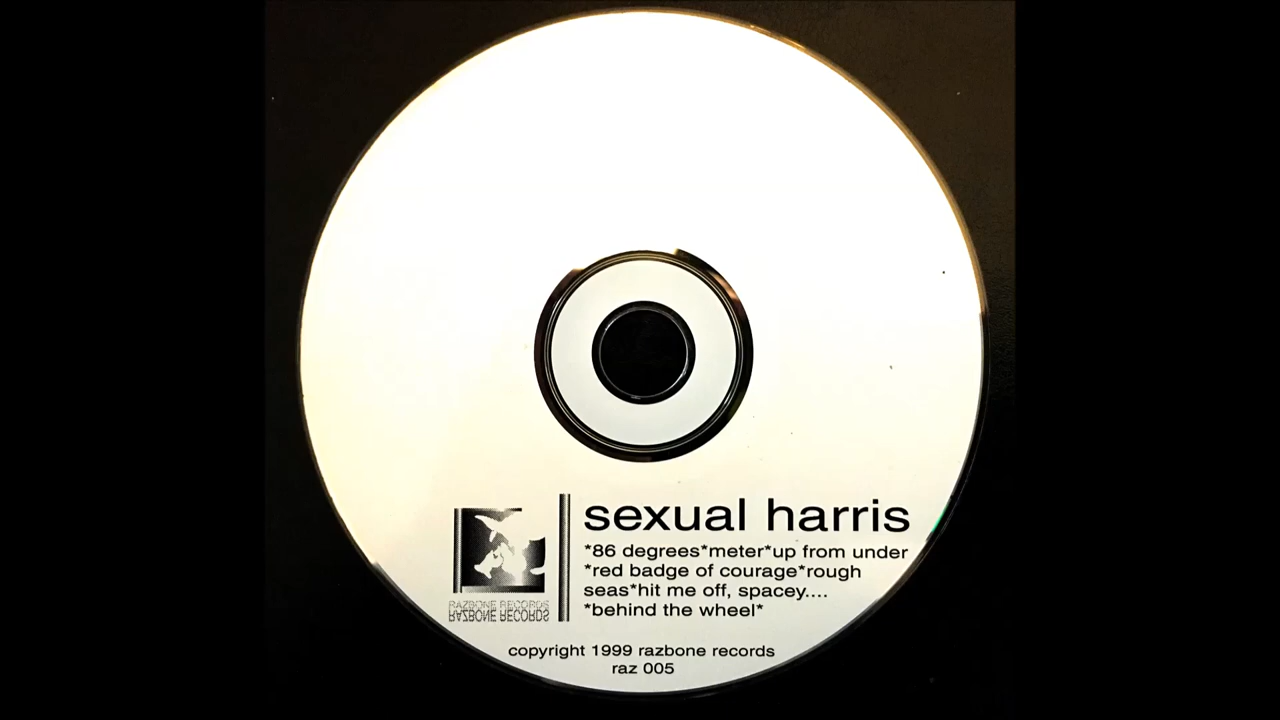 sexual harris
*86 degrees*meter*up from under
*red badge of courage*rough
seas*hit me off, spacey....
*behind the wheel*
RAZBONE RECORDS
RAZBONE RECORDS
copyright 1999 razbone records
raz 005